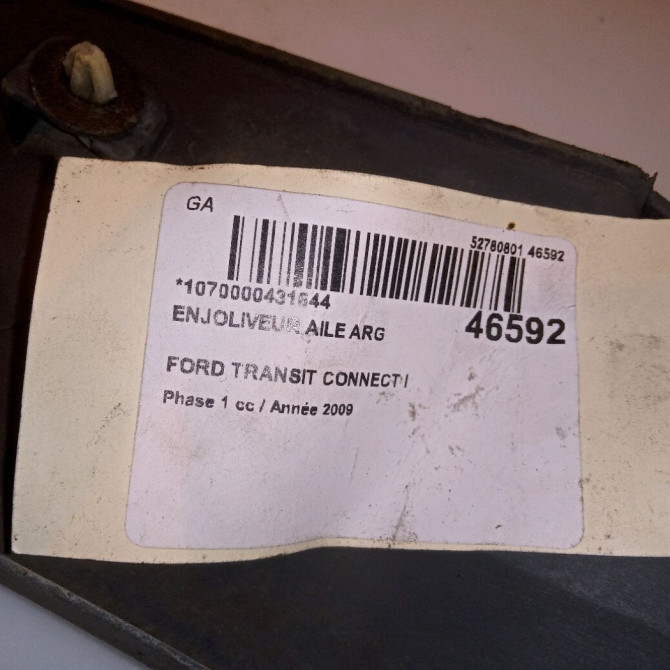 GA
52780801 46592
*1070000431644
ENJOLIVEUR AILE ARG
46592
FORD TRANSIT CONNECT I
Phase 1 cc / Année 2009